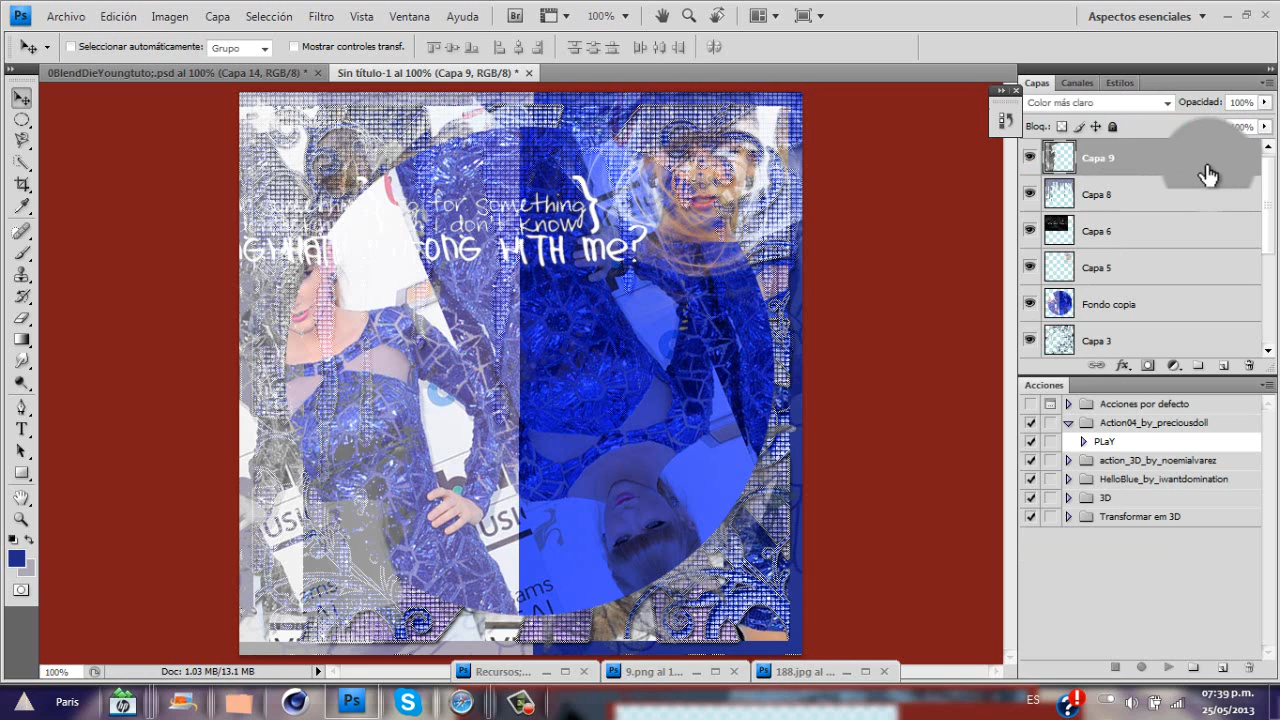 Ps Archivo Edición Imagen Capa Selección Filtro Vista Ventana Ayuda Br 100% Aspectos esenciales
Seleccionar automáticamente: Grupo Mostrar controles transf.
0BlendDieYoungtuto;.psd al 100% (Capa 14, RGB/8) * Sin título-1 al 100% (Capa 9, RGB/8) *
Capas Canales Estilos
Color más claro Opacidad: 100%
Bloq.:
Capa 9
Capa 8
Capa 6
Capa 5
Fondo copia
Capa 3
something} for something}
don't know
WITH me?
Acciones
Acciones por defecto
Action04_by_preciousdoll
PLaY
action_3D_by_noemialvarez
HelloBlue_by_iwantdomination
3D
Transformar em 3D
100% Doc: 1.03 MB/13.1 MB
Recursos;... 9.png al 1... 188.jpg al ...
Paris ES 07:39 p.m.
25/05/2013